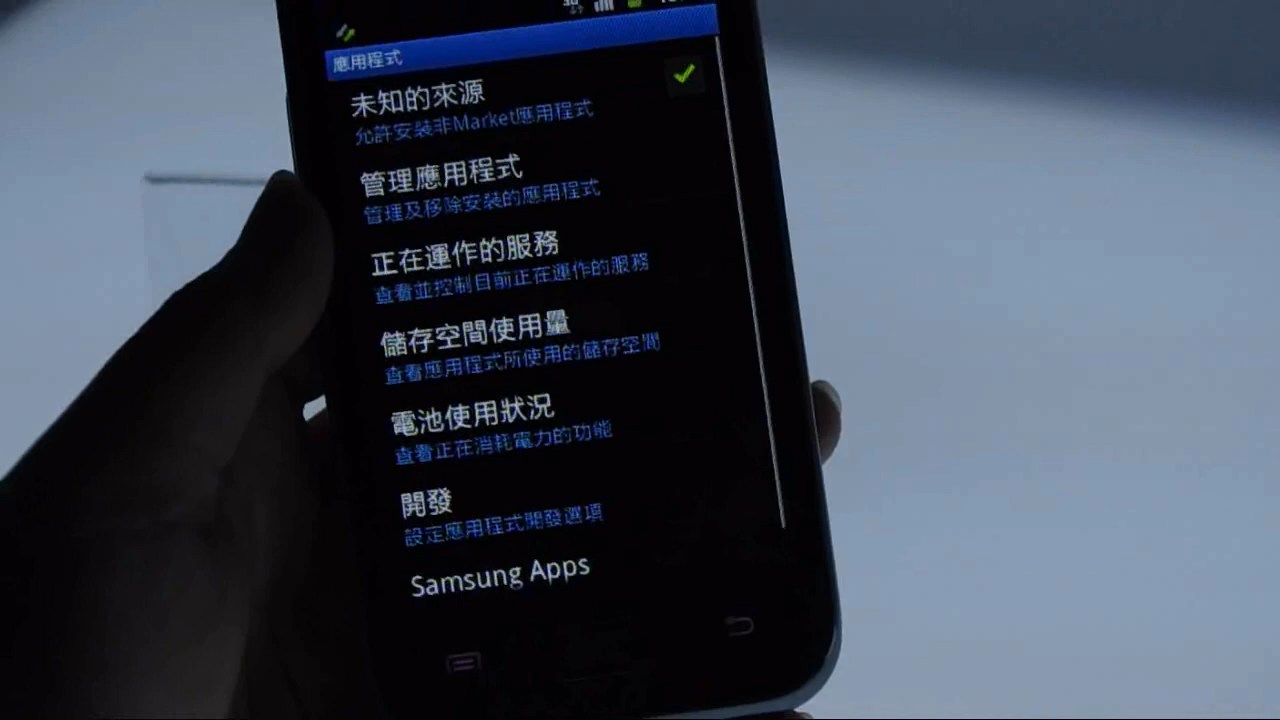 應用程式
未知的來源
允許安裝非Market應用程式
管理應用程式
管理及移除安裝的應用程式
正在運作的服務
查看並控制目前正在運作的服務
儲存空間使用量
查看應用程式所使用的儲存空間
電池使用狀況
查看正在消耗電力的功能
開發
設定應用程式開發選項
Samsung Apps